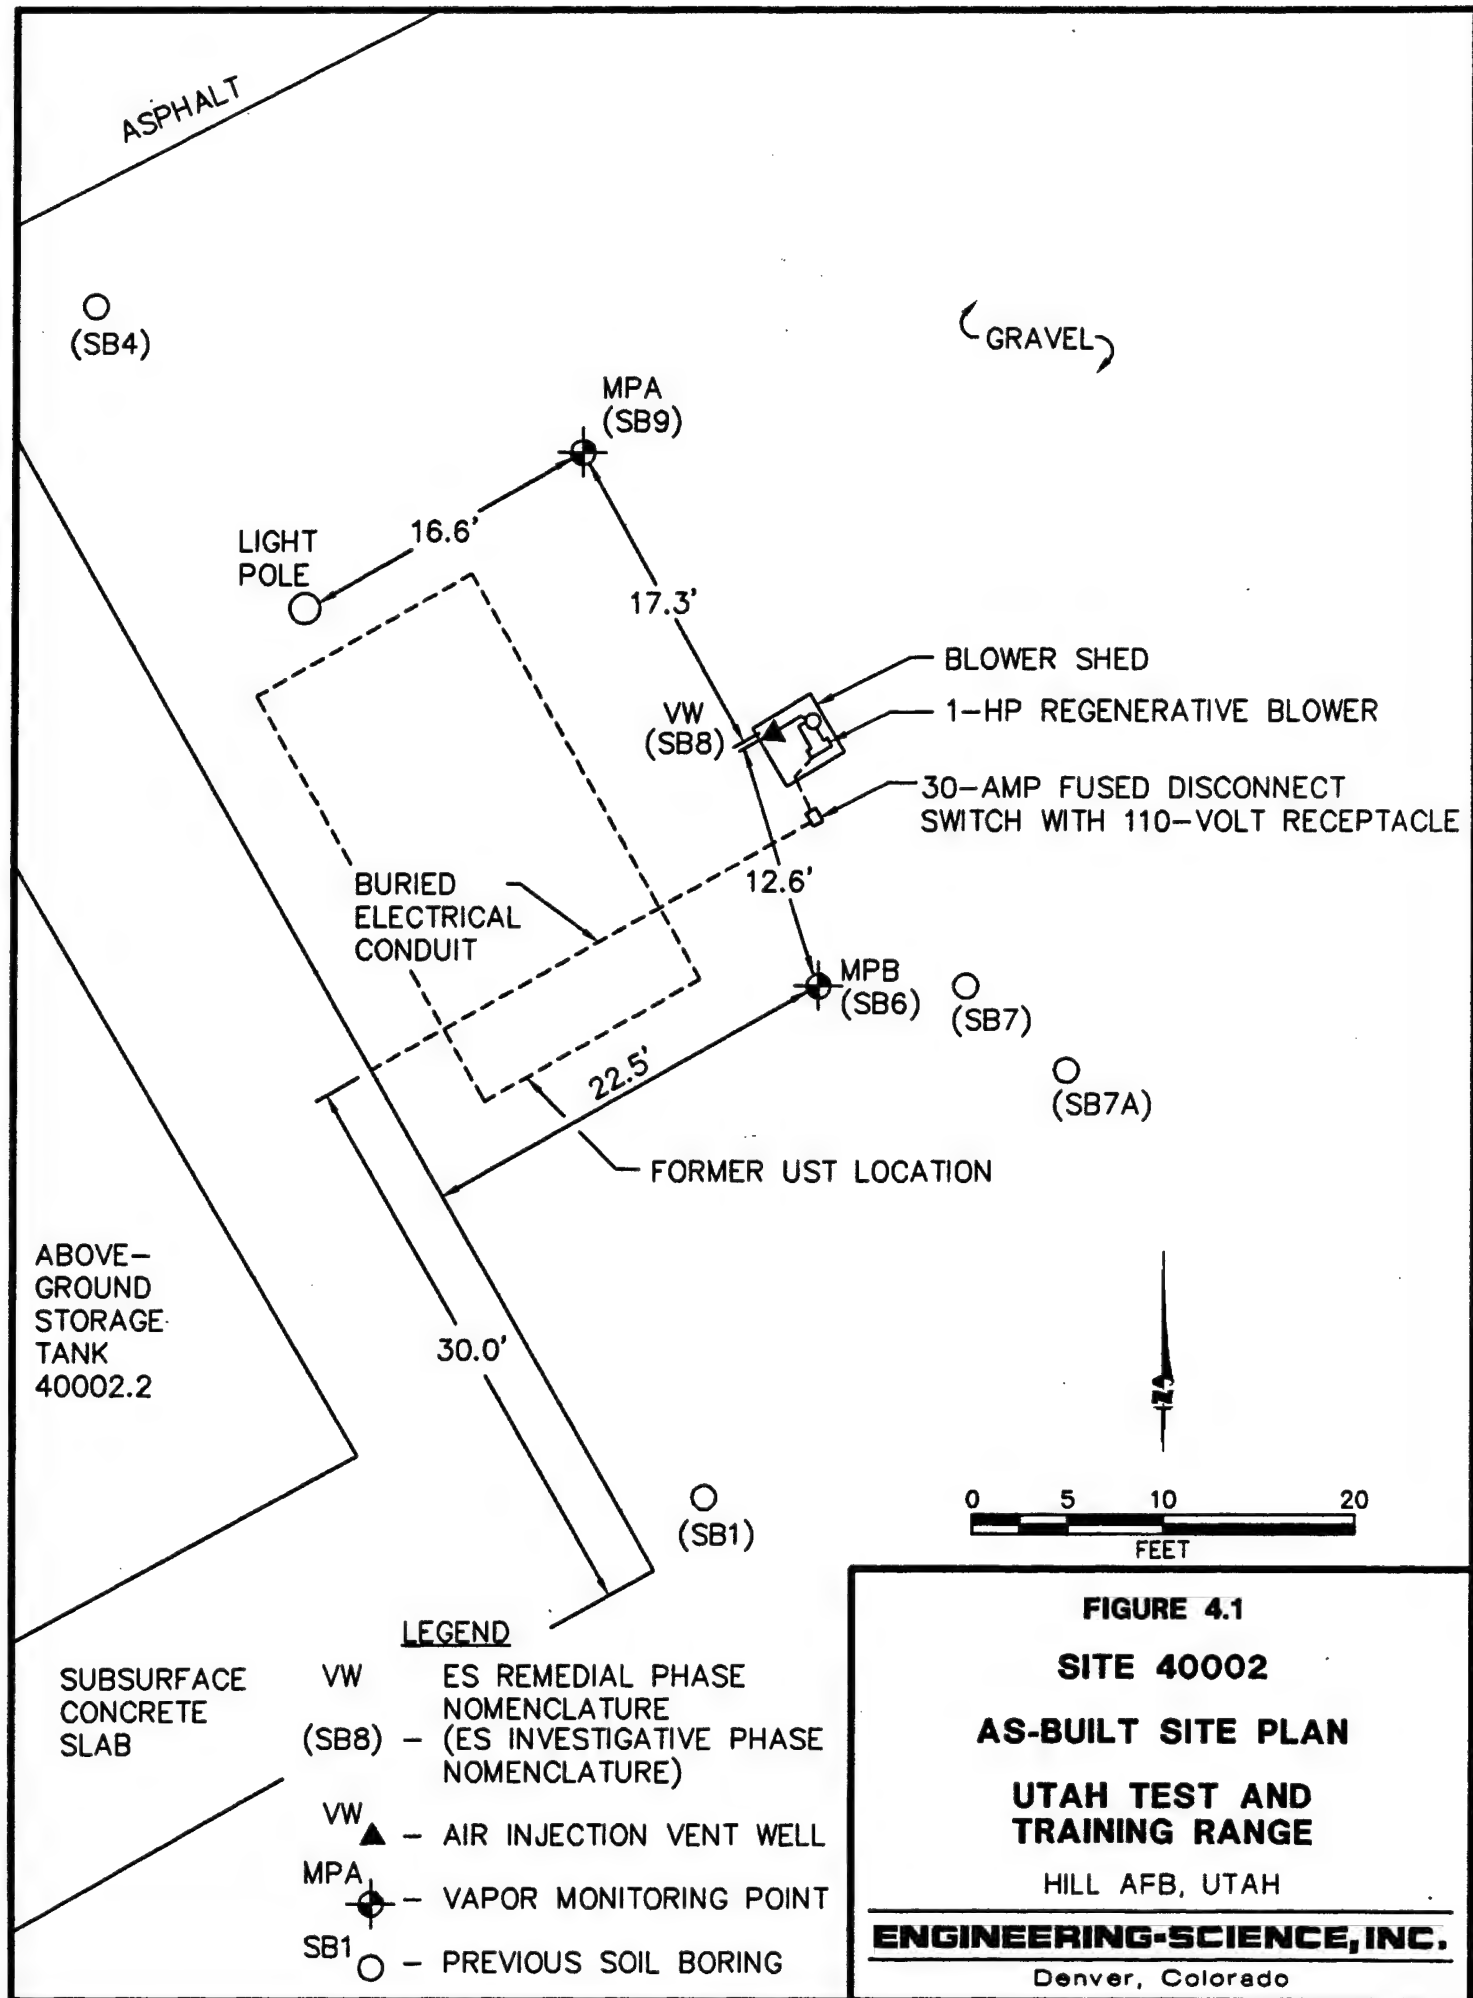 ASPHALT
(SB4)
GRAVEL
MPA
(SB9)
16.6'
LIGHT
POLE
17.3'
BLOWER SHED
1-HP REGENERATIVE BLOWER
VW
(SB8)
30-AMP FUSED DISCONNECT
SWITCH WITH 110-VOLT RECEPTACLE
12.6'
BURIED
ELECTRICAL
CONDUIT
MPB
(SB6)
(SB7)
22.5'
(SB7A)
FORMER UST LOCATION
ABOVE-
GROUND
STORAGE
TANK
40002.2
30.0'
N
(SB1)
0 5 10 20
FEET
LEGEND
SUBSURFACE
CONCRETE
SLAB
VW ES REMEDIAL PHASE
NOMENCLATURE
(SB8) - (ES INVESTIGATIVE PHASE
NOMENCLATURE)
VW - AIR INJECTION VENT WELL
MPA - VAPOR MONITORING POINT
SB1 - PREVIOUS SOIL BORING
FIGURE 4.1
SITE 40002
AS-BUILT SITE PLAN
UTAH TEST AND
TRAINING RANGE
HILL AFB, UTAH
ENGINEERING-SCIENCE, INC.
Denver, Colorado